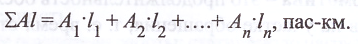 ΣAl = A₁·l₁ + A₂·l₂ + .... + Aₙ·lₙ, пас-км.